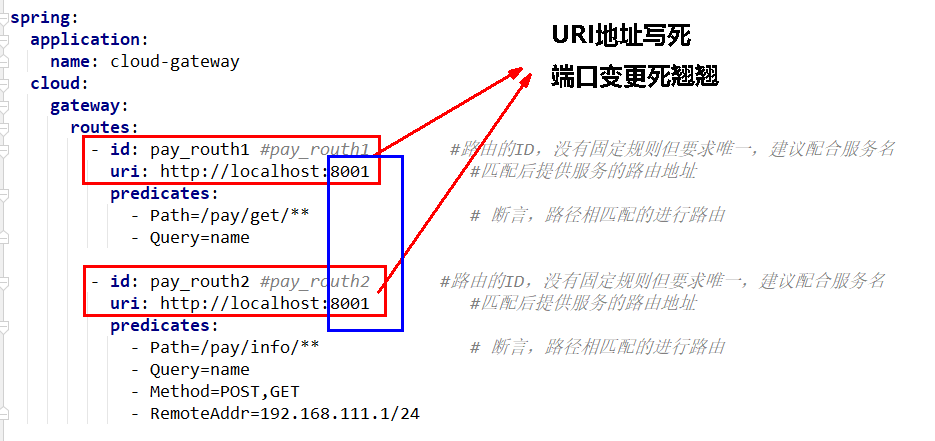 spring:
URI地址写死
application:
name: cloud-gateway
端口变更死翘翘
cloud:
gateway:
routes:
- id: pay_routh1 #pay_routh1 #路由的ID，没有固定规则但要求唯一，建议配合服务名
uri: http://localhost:8001 #匹配后提供服务的路由地址
predicates:
- Path=/pay/get/** # 断言，路径相匹配的进行路由
- Query=name
- id: pay_routh2 #pay_routh2 #路由的ID，没有固定规则但要求唯一，建议配合服务名
uri: http://localhost:8001 #匹配后提供服务的路由地址
predicates:
- Path=/pay/info/** # 断言，路径相匹配的进行路由
- Query=name
- Method=POST,GET
- RemoteAddr=192.168.111.1/24